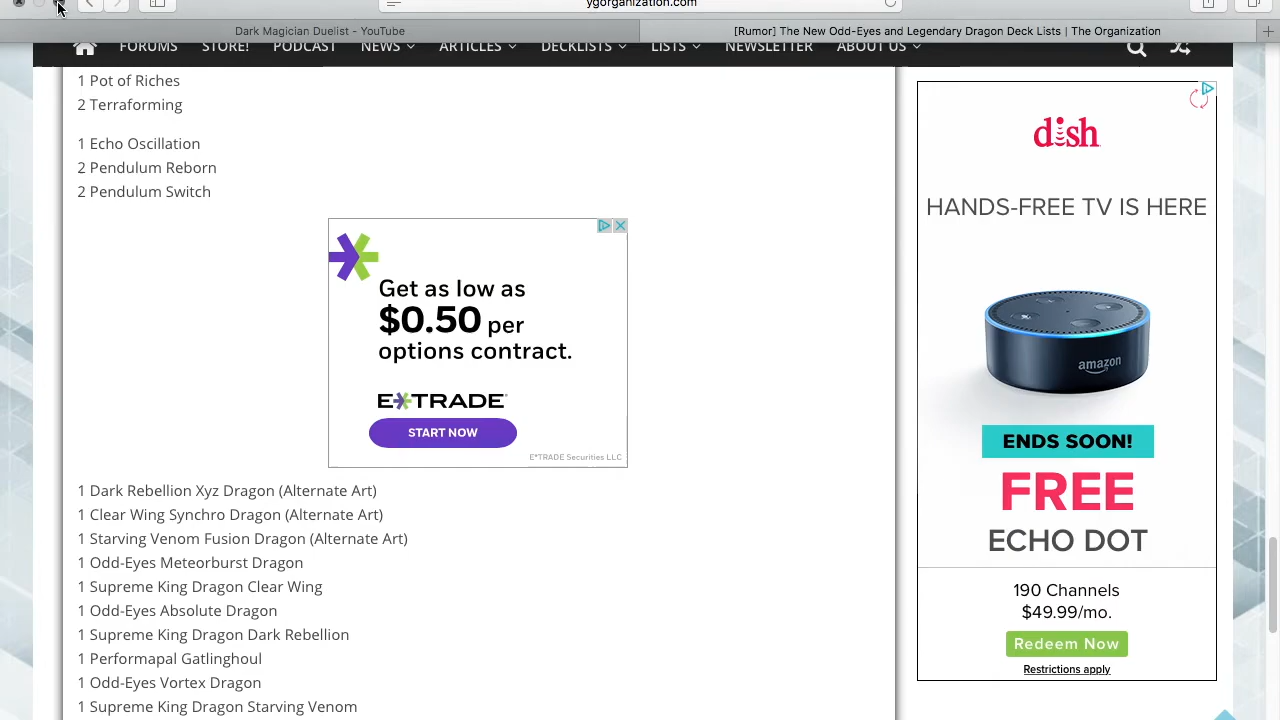 ygorganization.com
Dark Magician Duelist - YouTube
[Rumor] The New Odd-Eyes and Legendary Dragon Deck Lists | The Organization
FORUMS STORE! PODCAST NEWS ARTICLES DECKLISTS LISTS NEWSLETTER ABOUT US
1 Pot of Riches
2 Terraforming
1 Echo Oscillation
2 Pendulum Reborn
2 Pendulum Switch
Get as low as
$0.50 per
options contract.
E*TRADE
START NOW
E*TRADE Securities LLC
1 Dark Rebellion Xyz Dragon (Alternate Art)
1 Clear Wing Synchro Dragon (Alternate Art)
1 Starving Venom Fusion Dragon (Alternate Art)
1 Odd-Eyes Meteorburst Dragon
1 Supreme King Dragon Clear Wing
1 Odd-Eyes Absolute Dragon
1 Supreme King Dragon Dark Rebellion
1 Performapal Gatlinghoul
1 Odd-Eyes Vortex Dragon
1 Supreme King Dragon Starving Venom
dish
HANDS-FREE TV IS HERE
amazon
ENDS SOON!
FREE
ECHO DOT
190 Channels
$49.99/mo.
Redeem Now
Restrictions apply